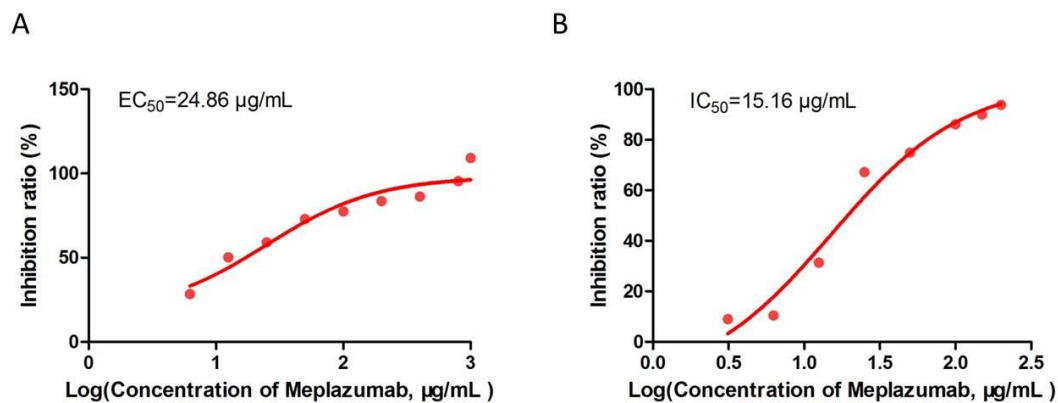 A
EC50=24.86 µg/mL
Inhibition ratio (%)
150
100
50
0
0
1
2
3
Log(Concentration of Meplazumab, µg/mL )
B
IC50=15.16 µg/mL
Inhibition ratio (%)
100
80
60
40
20
0
0.0
0.5
1.0
1.5
2.0
2.5
Log(Concentration of Meplazumab, µg/mL )